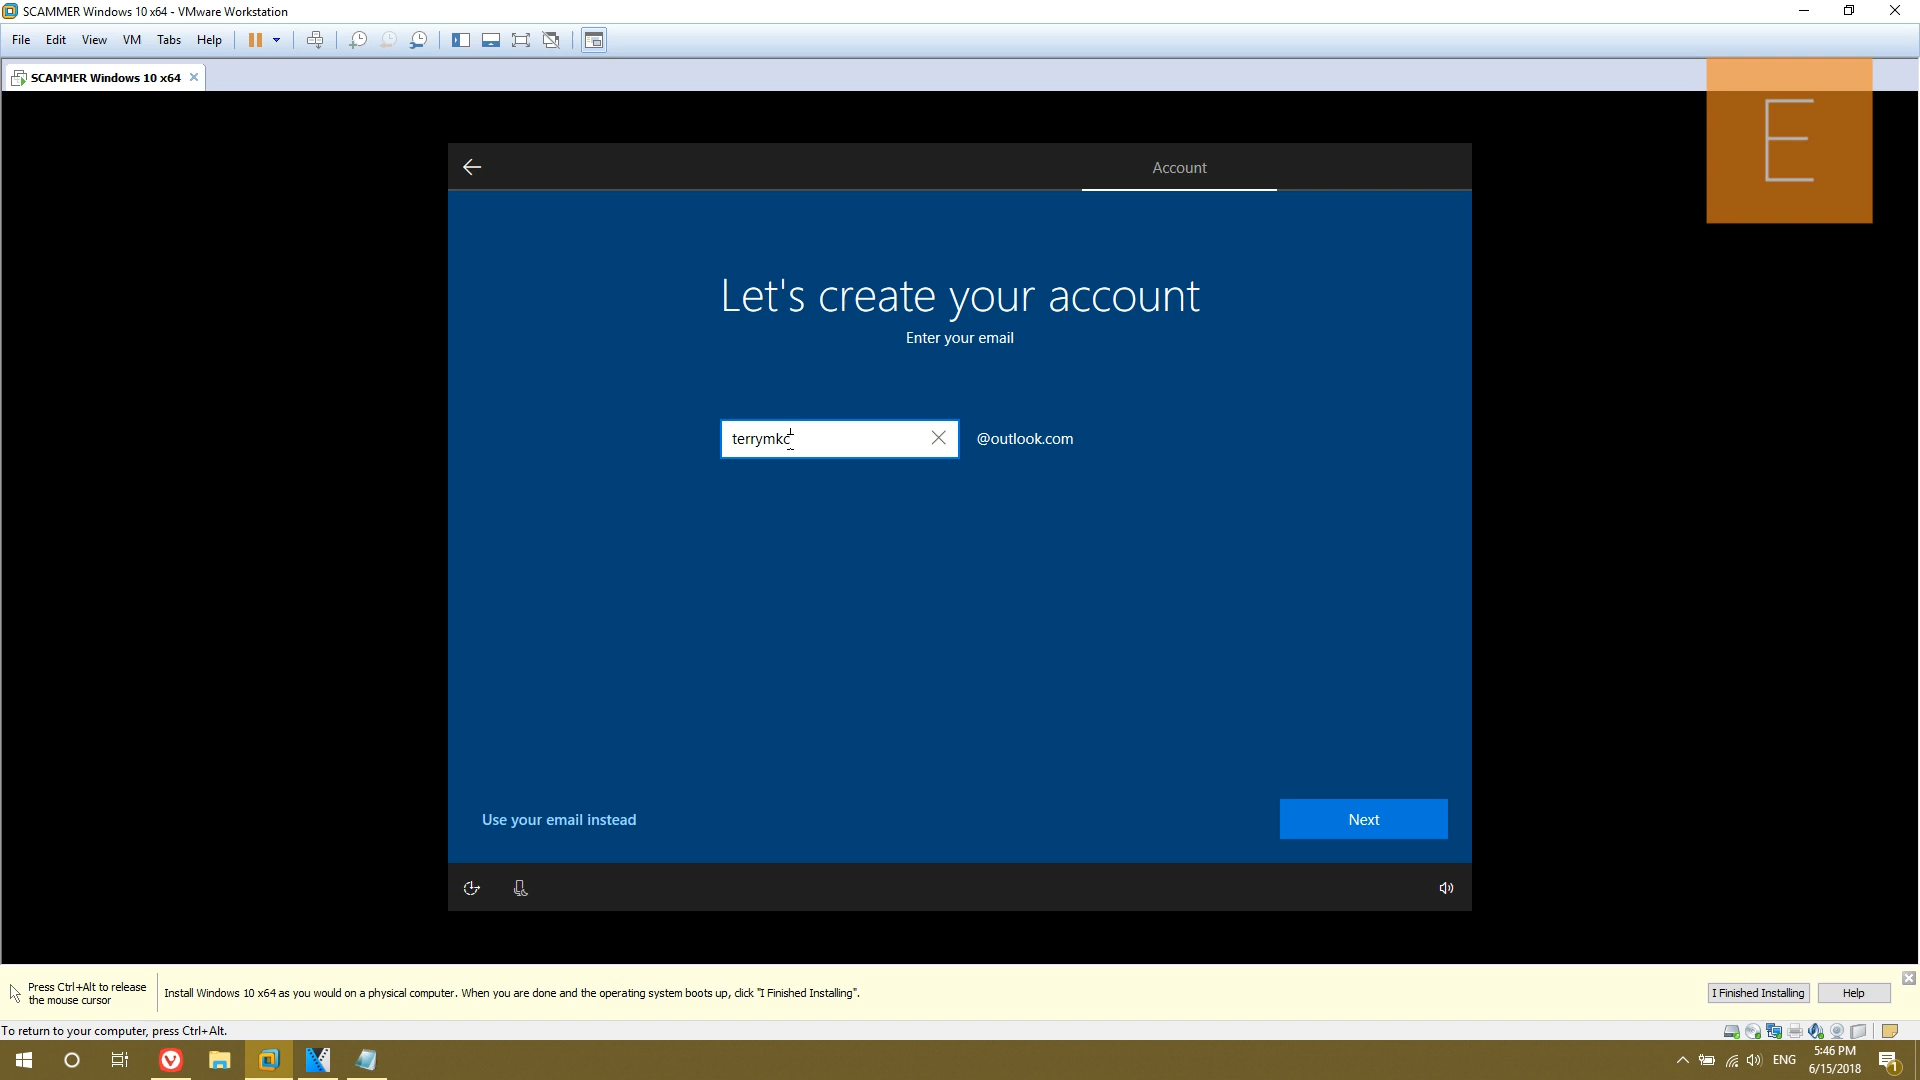 SCAMMER Windows 10 x64 - VMware Workstation
File Edit View VM Tabs Help
SCAMMER Windows 10 x64
E
Account
Let's create your account
Enter your email
terrymkc
@outlook.com
Use your email instead
Next
Press Ctrl+Alt to release
the mouse cursor
Install Windows 10 x64 as you would on a physical computer. When you are done and the operating system boots up, click "I Finished Installing".
I Finished Installing
Help
To return to your computer, press Ctrl+Alt.
ENG
5:46 PM
6/15/2018
1